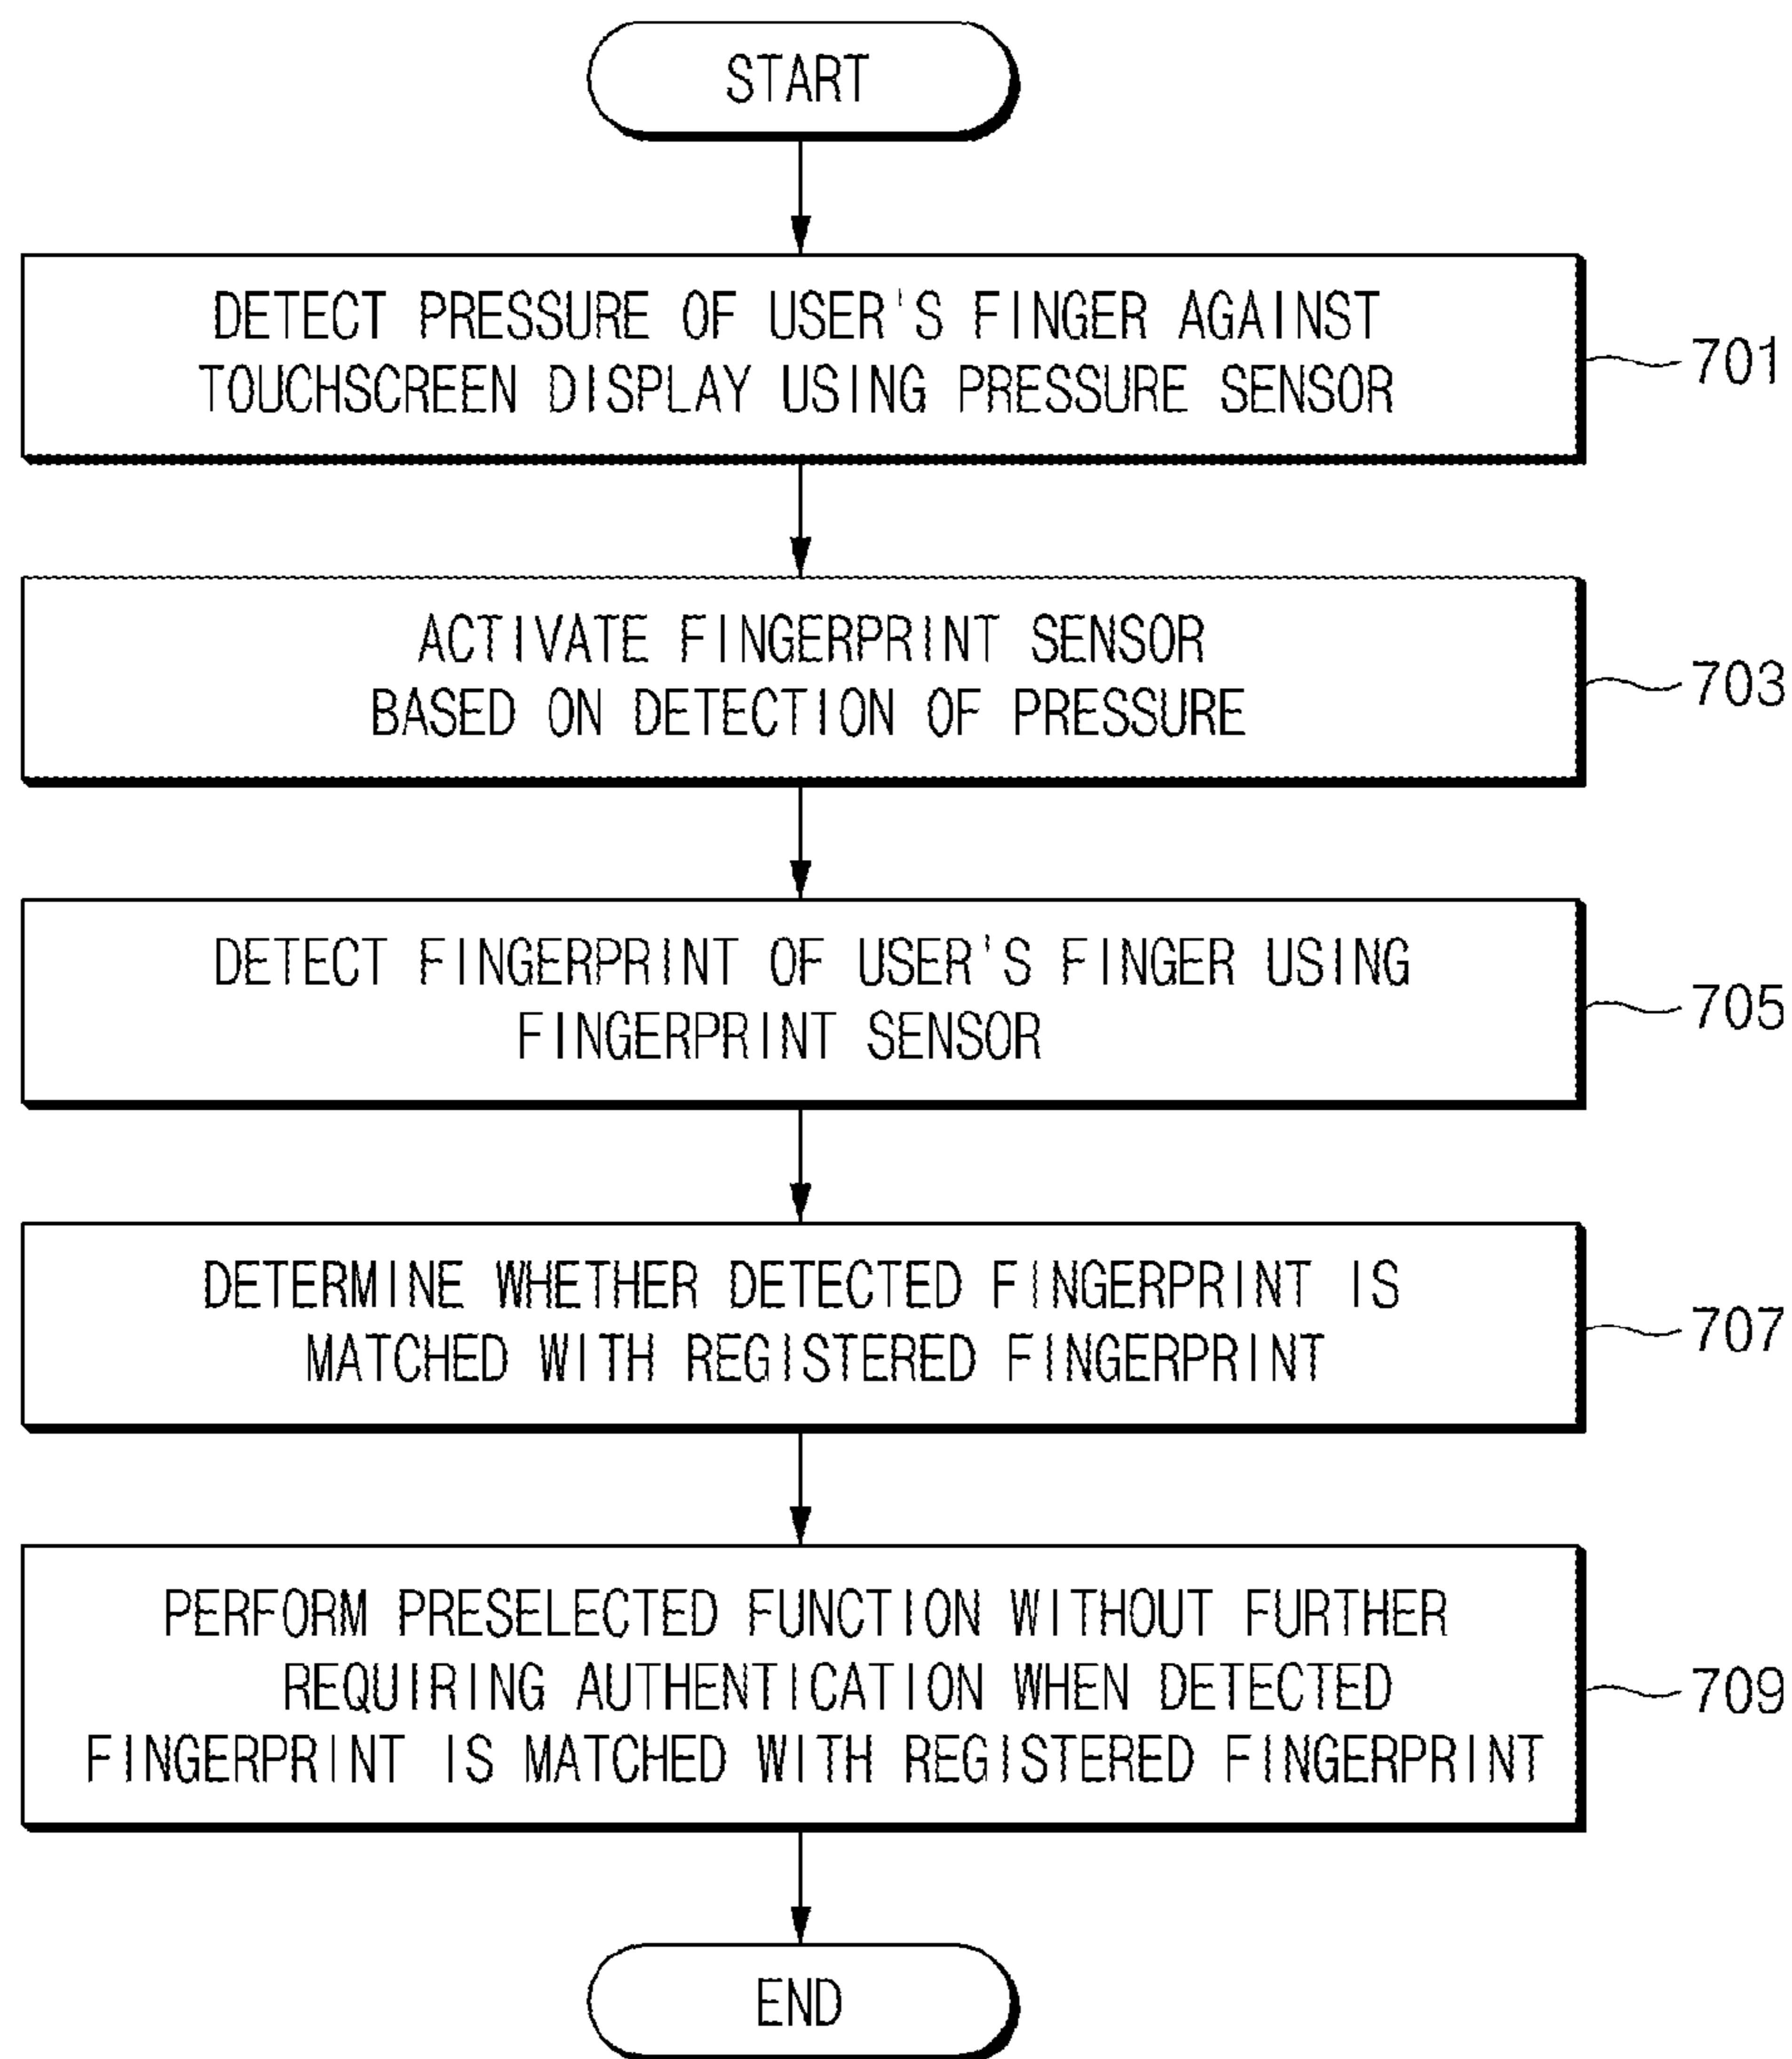 START
DETECT PRESSURE OF USER'S FINGER AGAINST
TOUCHSCREEN DISPLAY USING PRESSURE SENSOR
701
ACTIVATE FINGERPRINT SENSOR
BASED ON DETECTION OF PRESSURE
703
DETECT FINGERPRINT OF USER'S FINGER USING
FINGERPRINT SENSOR
705
DETERMINE WHETHER DETECTED FINGERPRINT IS
MATCHED WITH REGISTERED FINGERPRINT
707
PERFORM PRESELECTED FUNCTION WITHOUT FURTHER
REQUIRING AUTHENTICATION WHEN DETECTED
FINGERPRINT IS MATCHED WITH REGISTERED FINGERPRINT
709
END